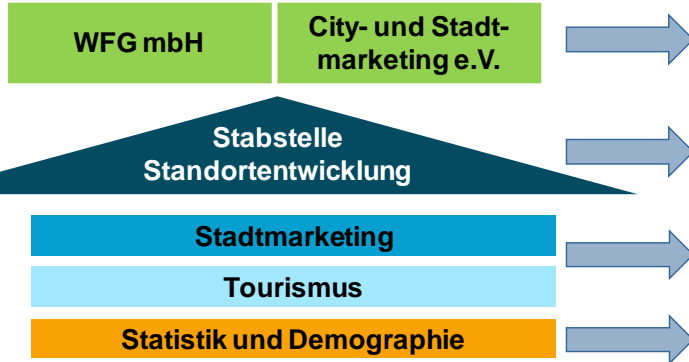 WFG mbH
City- und Stadt-
marketing e.V.
Stabstelle
Standortentwicklung
Stadtmarketing
Tourismus
Statistik und Demographie